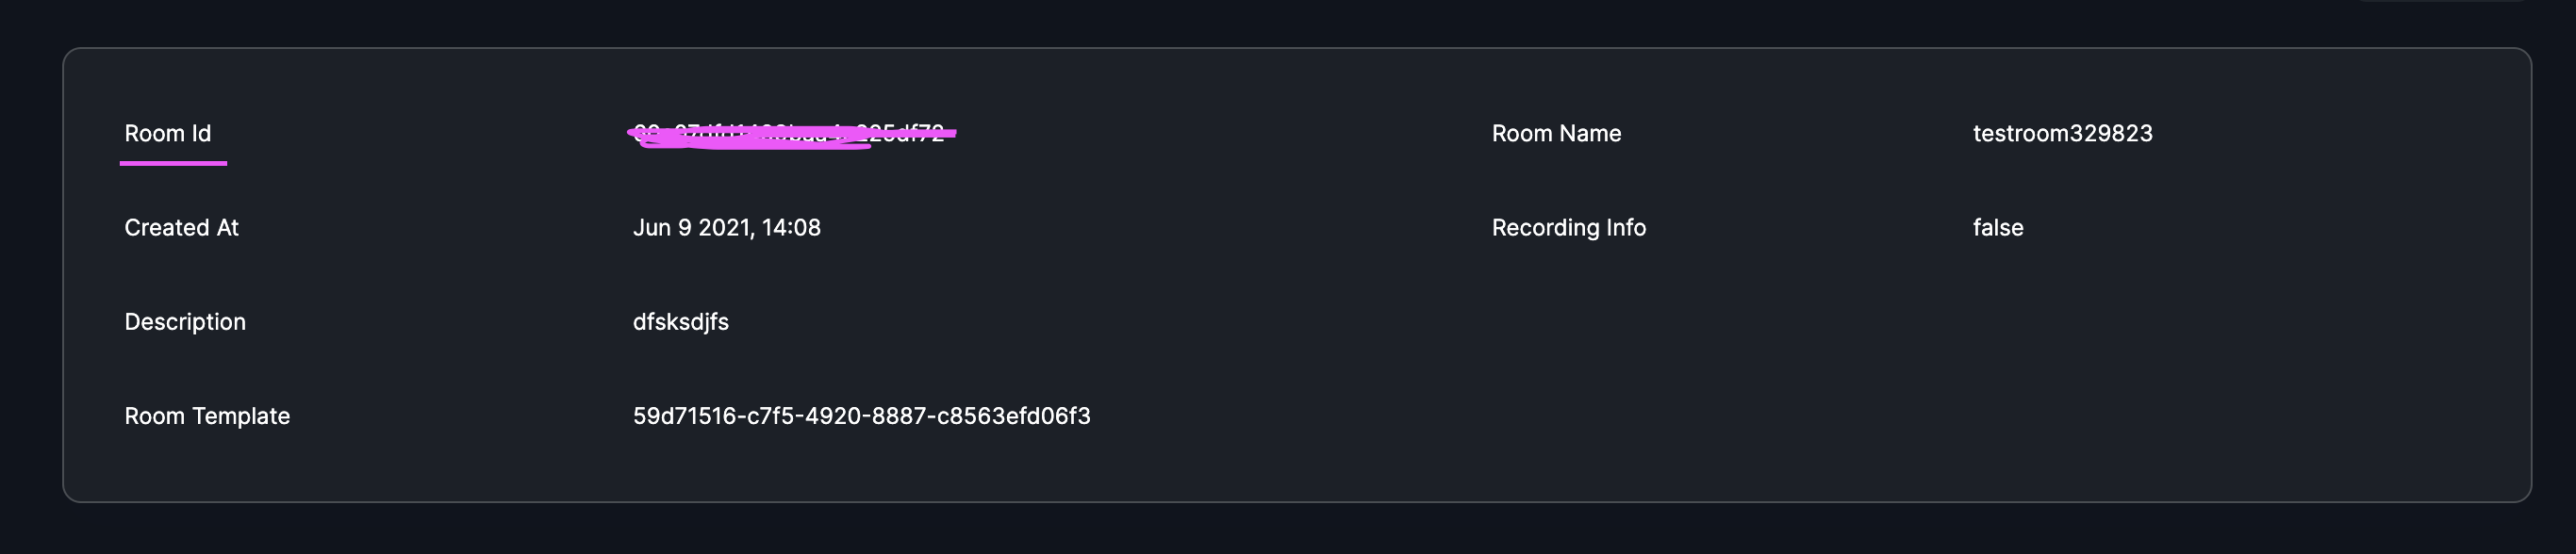 Room Id Room Name testroom329823
Created At Jun 9 2021, 14:08 Recording Info false
Description dfsksdjfs
Room Template 59d71516-c7f5-4920-8887-c8563efd06f3